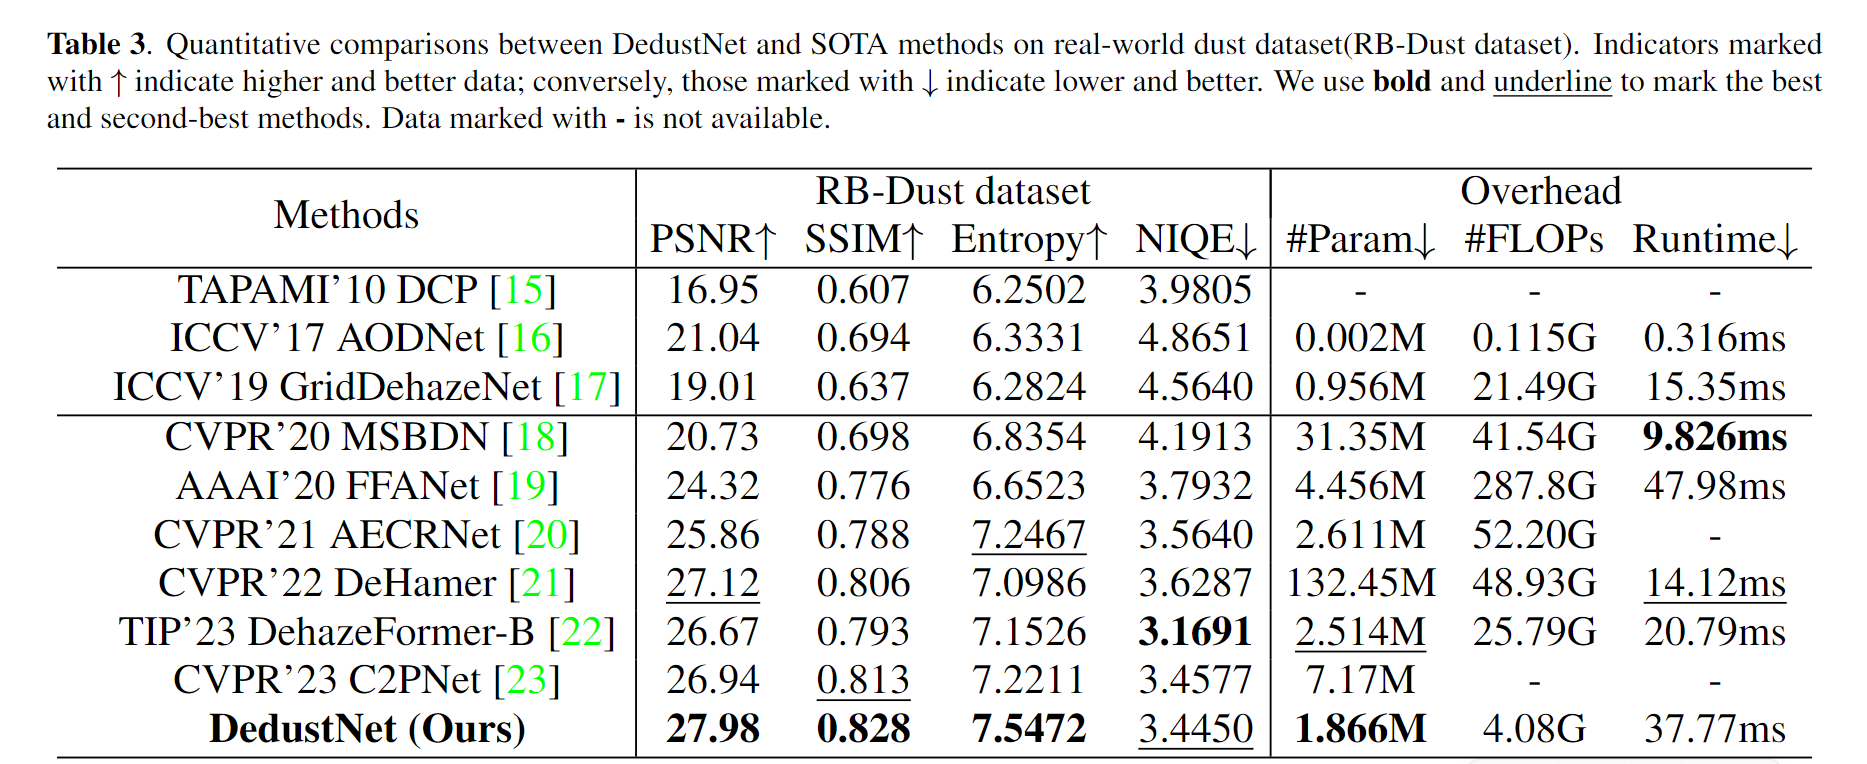 Table 3. Quantitative comparisons between DedustNet and SOTA methods on real-world dust dataset(RB-Dust dataset). Indicators marked
with ↑ indicate higher and better data; conversely, those marked with ↓ indicate lower and better. We use bold and underline to mark the best
and second-best methods. Data marked with - is not available.
Methods RB-Dust dataset Overhead
PSNR↑ SSIM↑ Entropy↑ NIQE↓ #Param↓ #FLOPs Runtime↓
TAPAMI'10 DCP [15] 16.95 0.607 6.2502 3.9805 - - -
ICCV'17 AODNet [16] 21.04 0.694 6.3331 4.8651 0.002M 0.115G 0.316ms
ICCV'19 GridDehazeNet [17] 19.01 0.637 6.2824 4.5640 0.956M 21.49G 15.35ms
CVPR'20 MSBDN [18] 20.73 0.698 6.8354 4.1913 31.35M 41.54G 9.826ms
AAAI'20 FFANet [19] 24.32 0.776 6.6523 3.7932 4.456M 287.8G 47.98ms
CVPR'21 AECRNet [20] 25.86 0.788 7.2467 3.5640 2.611M 52.20G -
CVPR'22 DeHamer [21] 27.12 0.806 7.0986 3.6287 132.45M 48.93G 14.12ms
TIP'23 DehazeFormer-B [22] 26.67 0.793 7.1526 3.1691 2.514M 25.79G 20.79ms
CVPR'23 C2PNet [23] 26.94 0.813 7.2211 3.4577 7.17M - -
DedustNet (Ours) 27.98 0.828 7.5472 3.4450 1.866M 4.08G 37.77ms